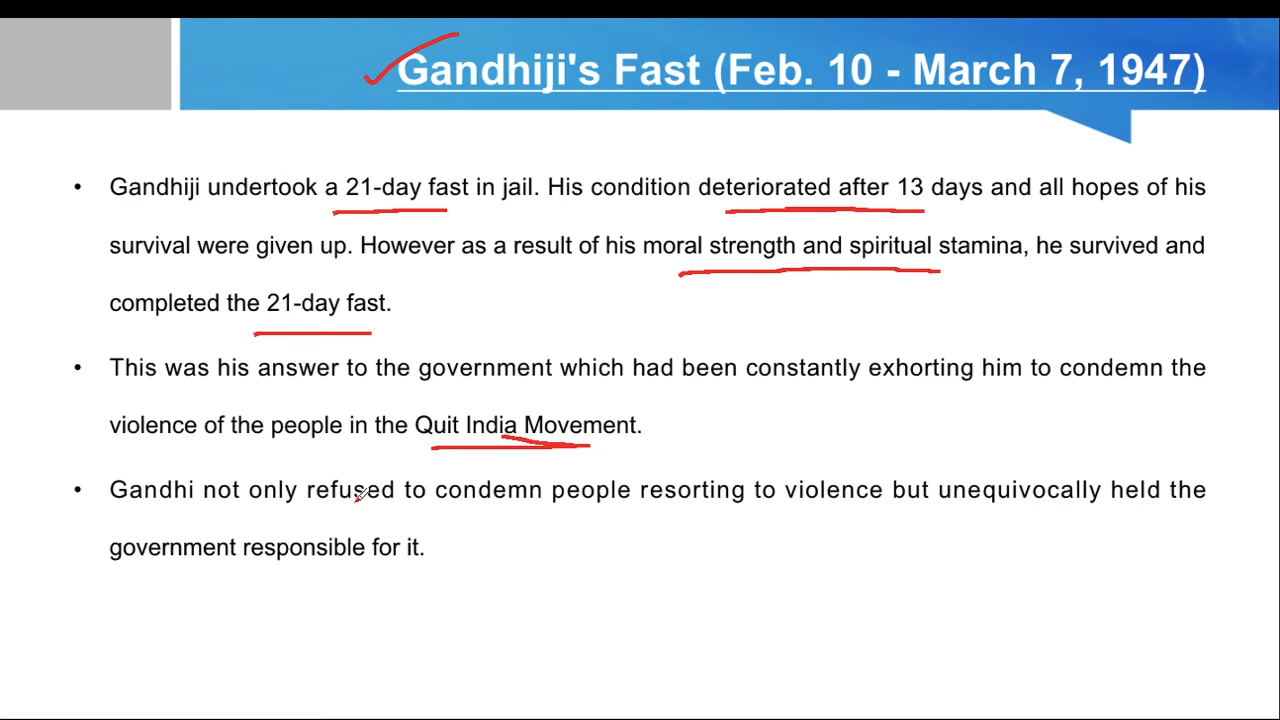 Gandhiji's Fast (Feb. 10 - March 7, 1947)
• Gandhiji undertook a 21-day fast in jail. His condition deteriorated after 13 days and all hopes of his
survival were given up. However as a result of his moral strength and spiritual stamina, he survived and
completed the 21-day fast.
• This was his answer to the government which had been constantly exhorting him to condemn the
violence of the people in the Quit India Movement.
• Gandhi not only refused to condemn people resorting to violence but unequivocally held the
government responsible for it.